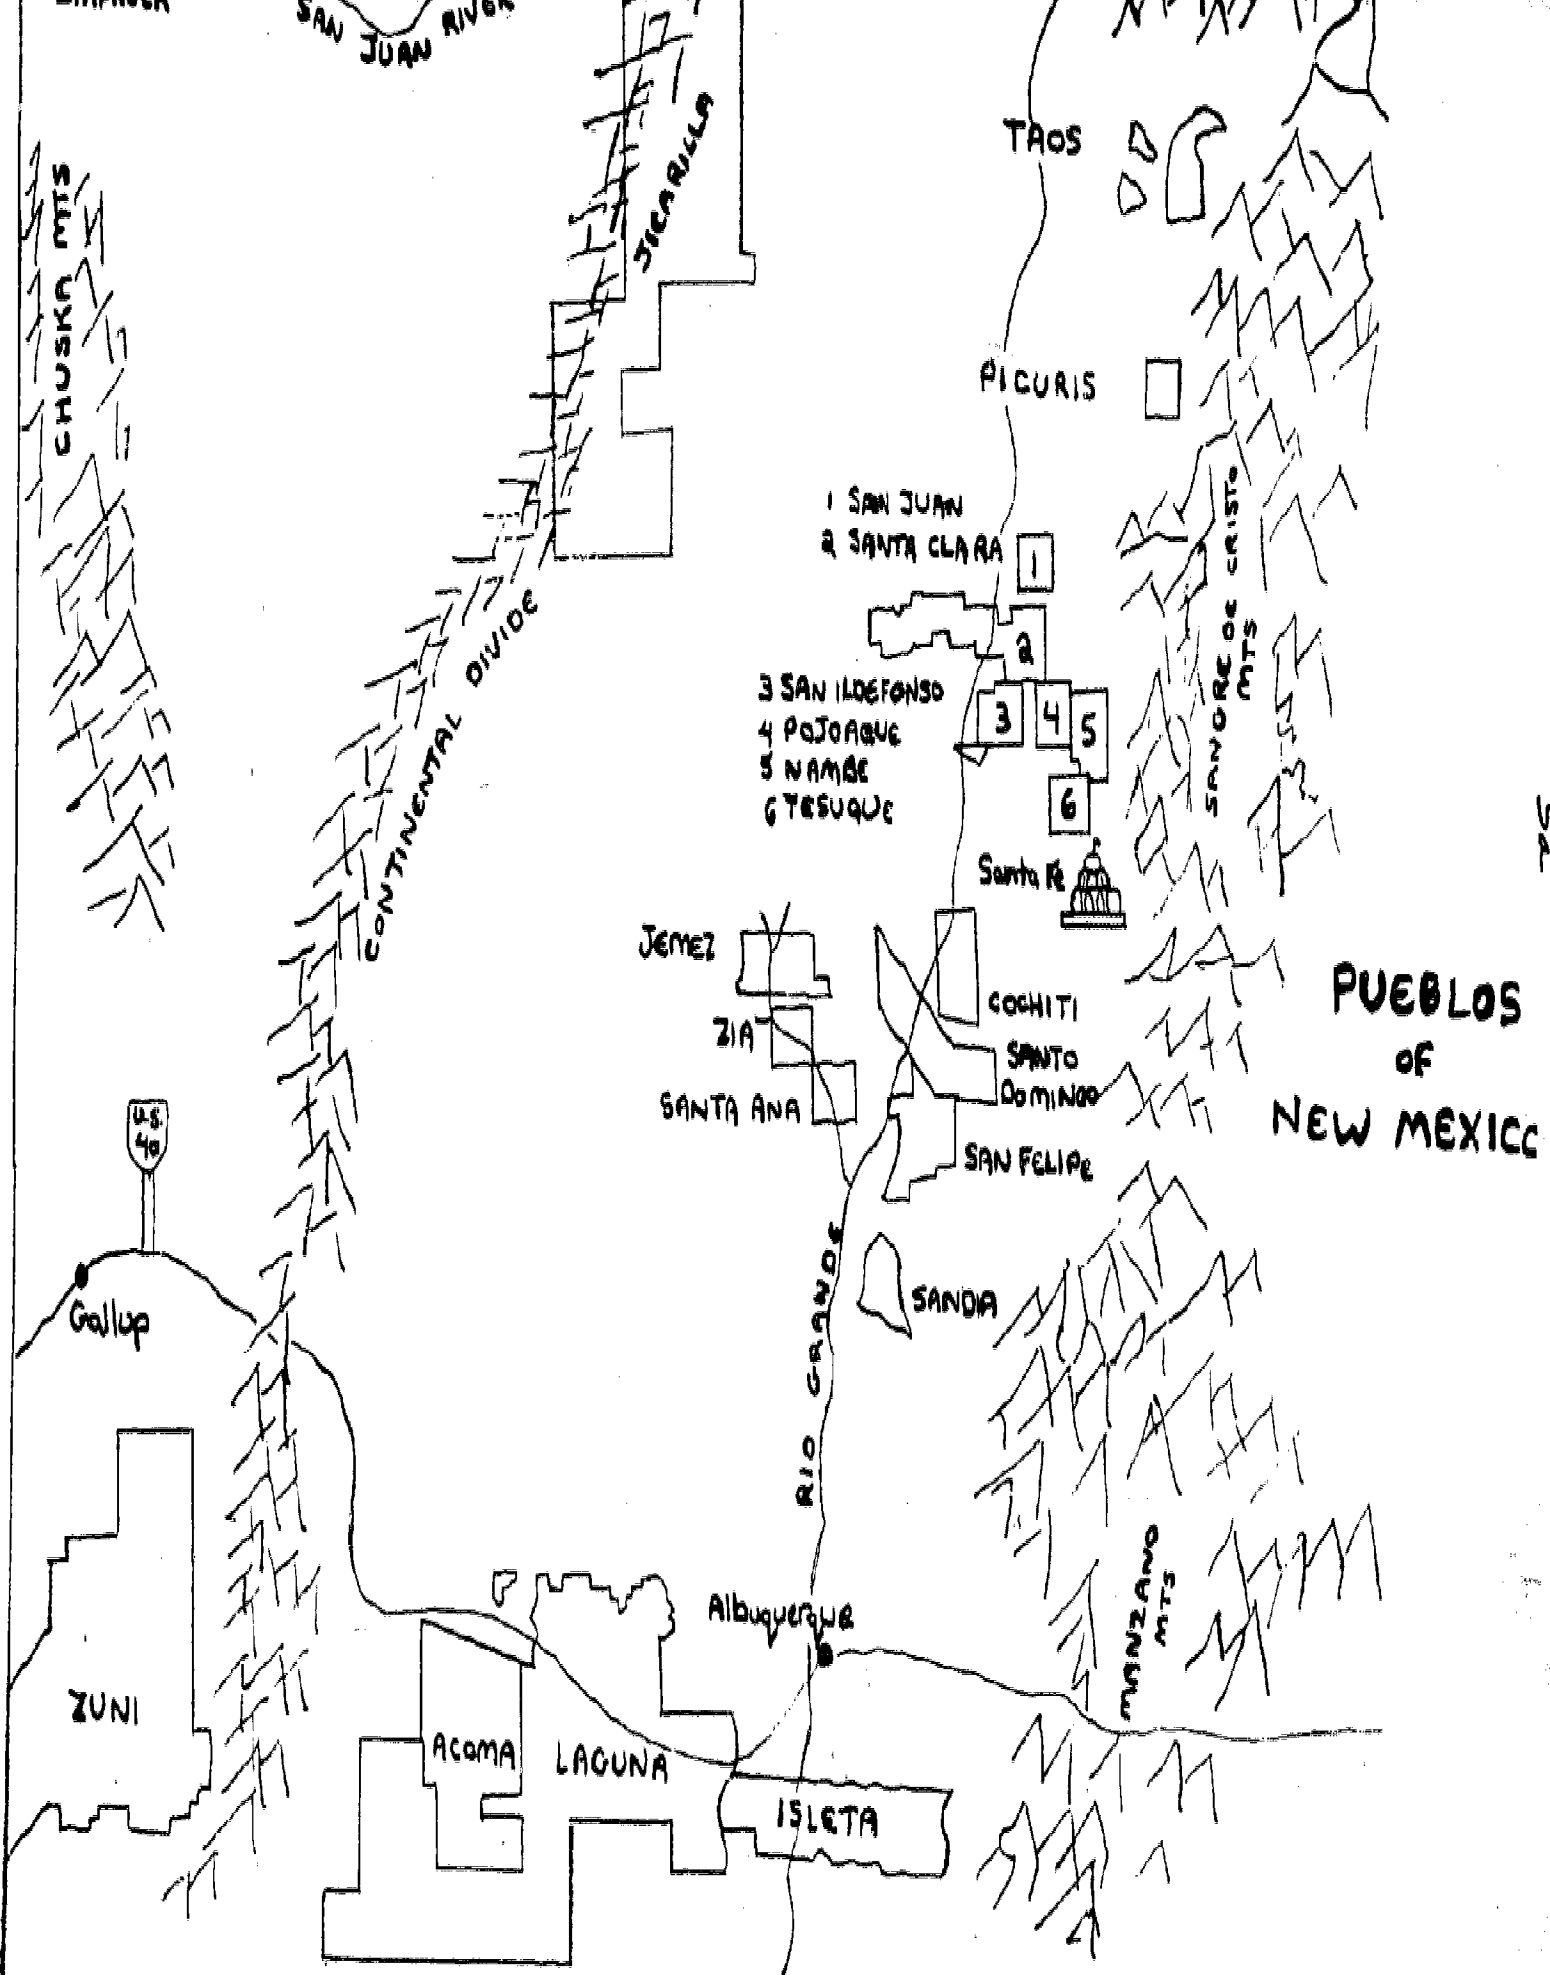 SAN JUAN RIVER
CHUSKA MTS
JICARILLA
TAOS
PICURIS
1 SAN JUAN
2 SANTA CLARA
1
2
3 SAN ILDEFONSO
4 POJOAQUE
5 NAMBE
6 TESUQUE
3
4
5
6
SANGRE DE CRISTO
MTS
CONTINENTAL DIVIDE
Santa Fe
JEMEZ
COCHITI
ZIA
SANTO
DOMINGO
SANTA ANA
SAN FELIPE
PUEBLOS
OF
NEW MEXICO
U.S.
40
Gallup
SANDIA
RIO GRANDE
Albuquerque
MANZANO
MTS
ZUNI
ACOMA
LAGUNA
ISLETA